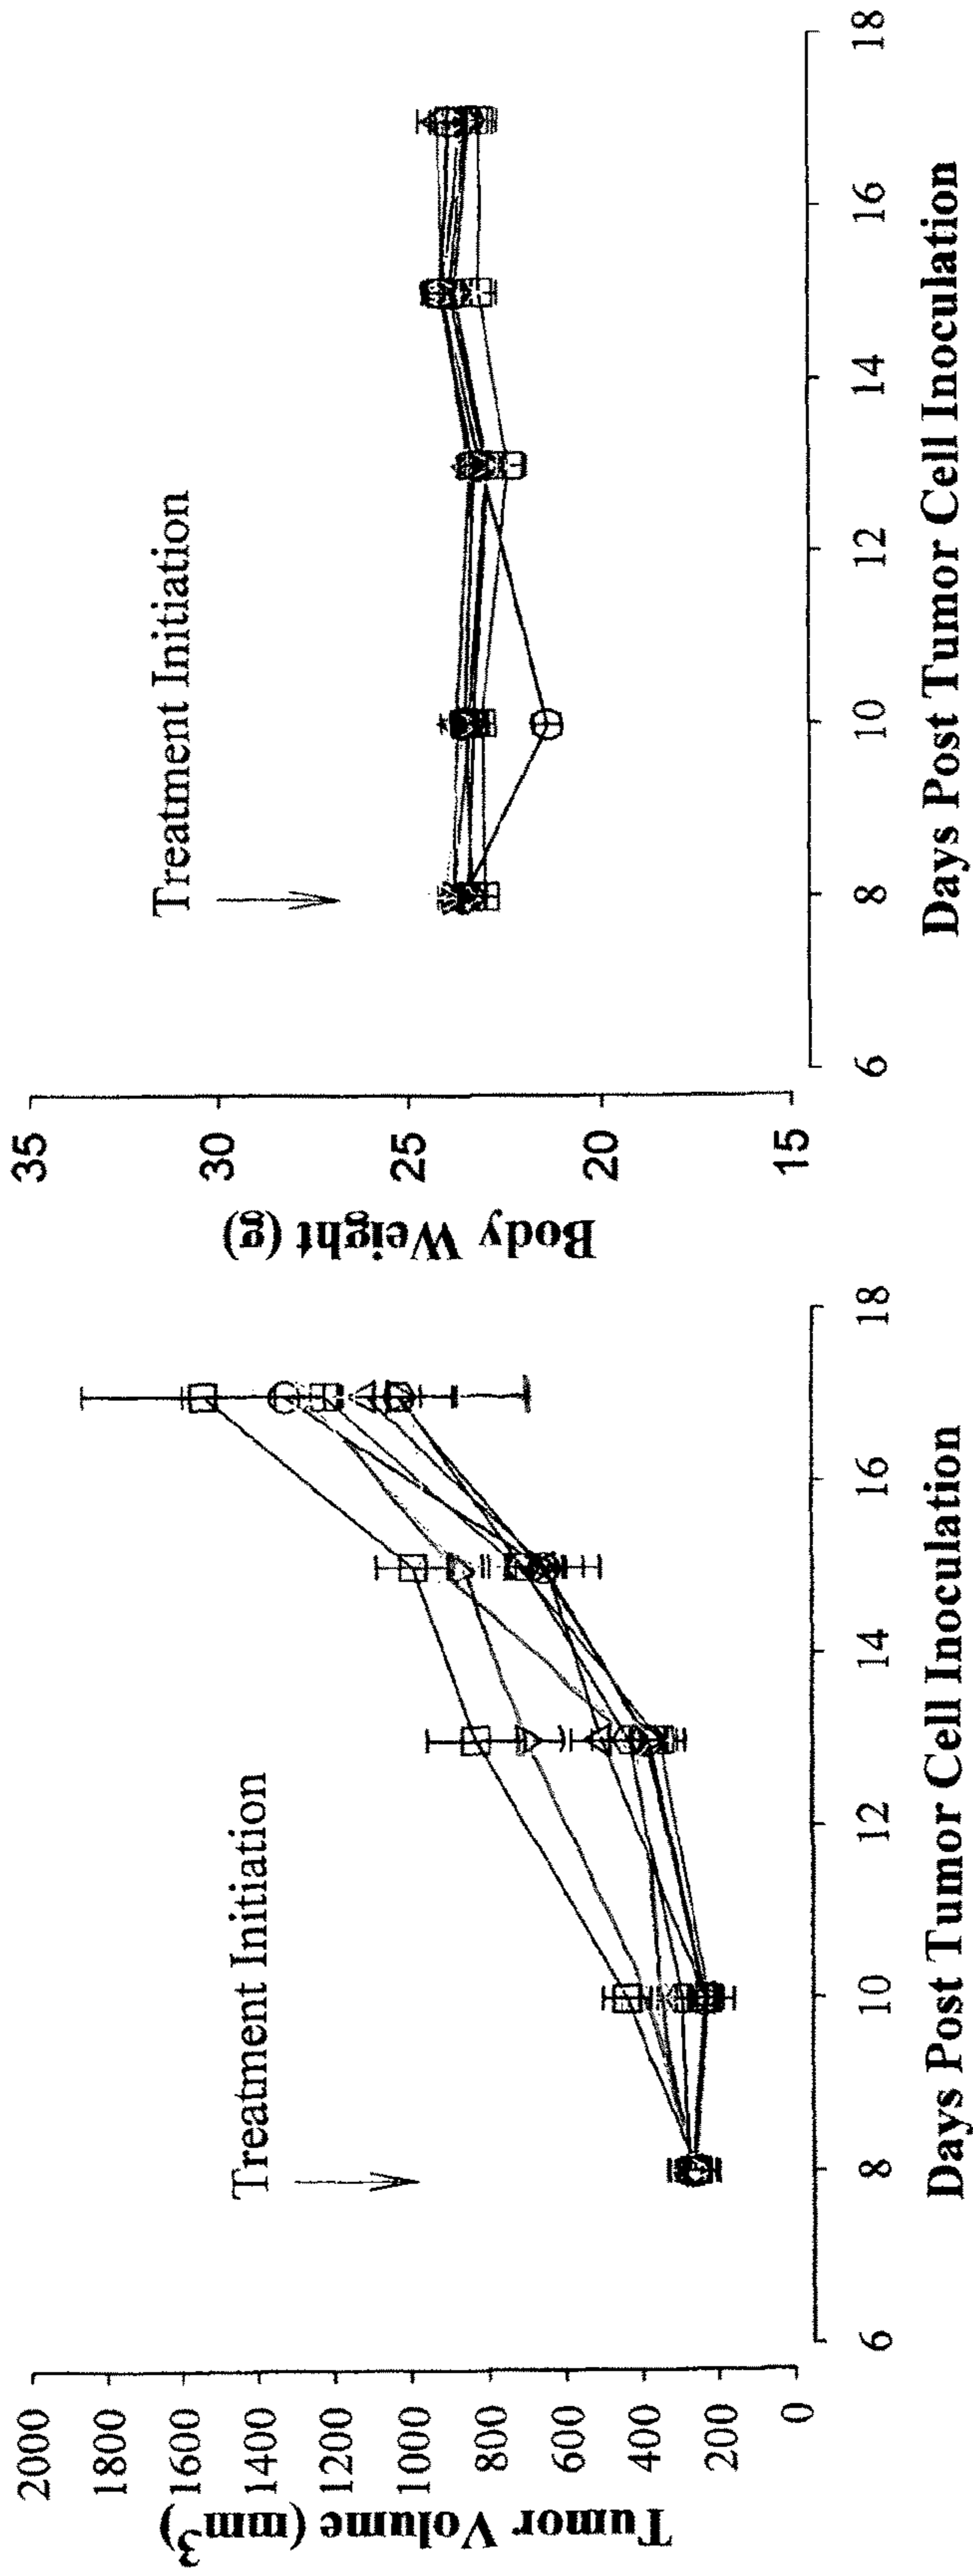 Tumor Volume (mm3)
2000
1800
1600
1400
1200
1000
800
600
400
200
0
Treatment Initiation
6 8 10 12 14 16 18
Days Post Tumor Cell Inoculation
Body Weight (g)
35
30
25
20
15
Treatment Initiation
6 8 10 12 14 16 18
Days Post Tumor Cell Inoculation